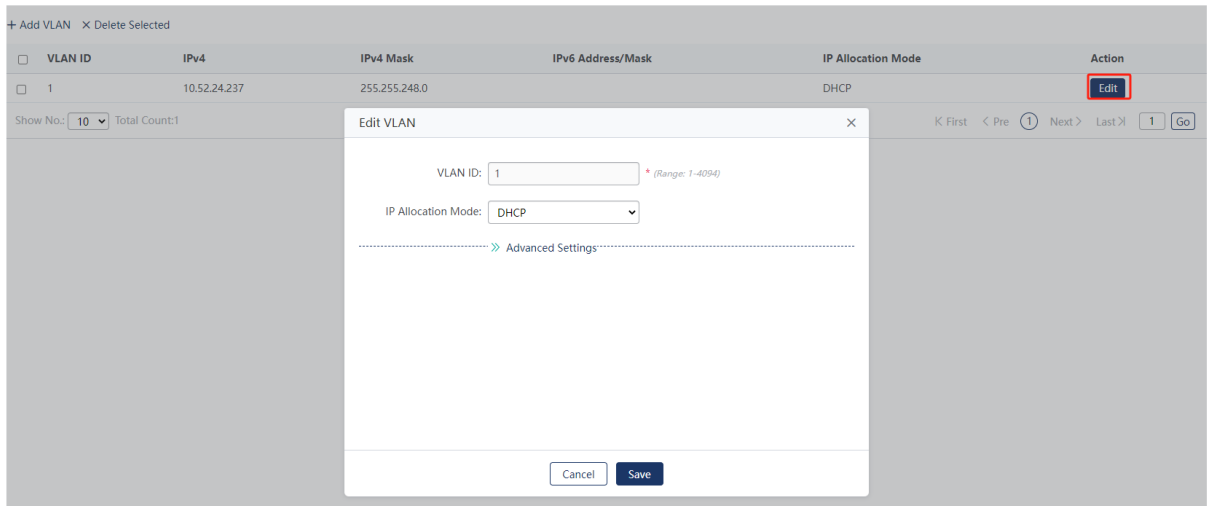 + Add VLAN × Delete Selected
VLAN ID IPv4 IPv4 Mask IPv6 Address/Mask IP Allocation Mode Action
1 10.52.24.237 255.255.248.0 DHCP Edit
Show No.: 10 Total Count:1 First < Pre 1 Next > Last 1 Go
Edit VLAN ×
VLAN ID: 1 * (Range: 1-4094)
IP Allocation Mode: DHCP
» Advanced Settings
Cancel Save